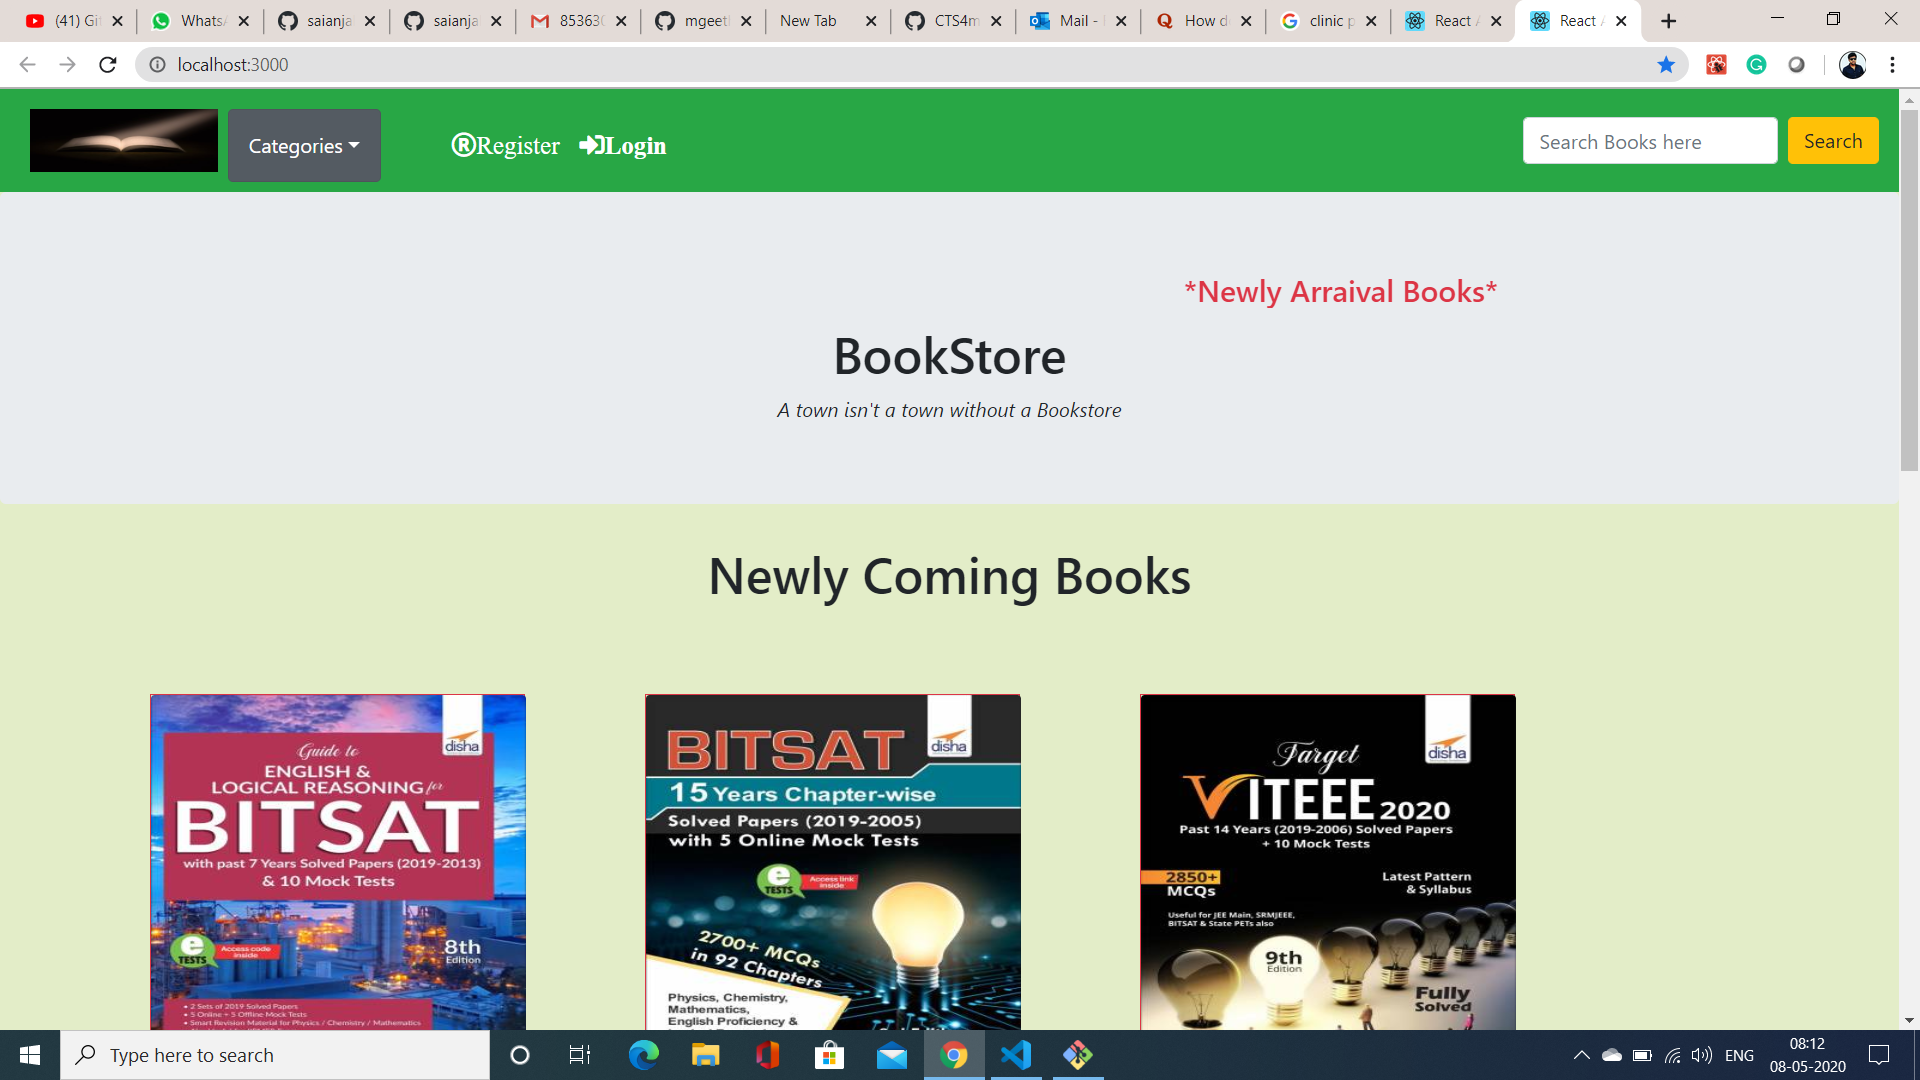 (41) Gi
WhatsA
saianja
saianja
85363
mgeet
New Tab
CTS4m
Mail -
How d
clinic p
React A
React A
localhost:3000
Categories
Register
Login
Search Books here
Search
*Newly Arraival Books*
BookStore
A town isn't a town without a Bookstore
Newly Coming Books
disha
Guide to
ENGLISH &
LOGICAL REASONING for
BITSAT
with past 7 Years Solved Papers (2019-2013)
& 10 Mock Tests
e
TESTS
Access code
inside
8th
Edition
• 2 Sets of 2019 Solved Papers
• 5 Online + 5 Offline Mock Tests
• Smart Revision Material for Physics / Chemistry / Mathematics
disha
BITSAT
15 Years Chapter-wise
Solved Papers (2019-2005)
with 5 Online Mock Tests
e
TESTS
Access link
inside
2700+ MCQs
in 92 Chapters
Physics, Chemistry,
Mathematics,
English Proficiency &
disha
Target
VITEEE 2020
Past 14 Years (2019-2006) Solved Papers
+ 10 Mock Tests
2850+
MCQs
Latest Pattern
& Syllabus
Useful for JEE Main, SRMJEEE,
BITSAT & State PETs also
9th
Edition
Fully
Solved
Type here to search
ENG
08:12
08-05-2020